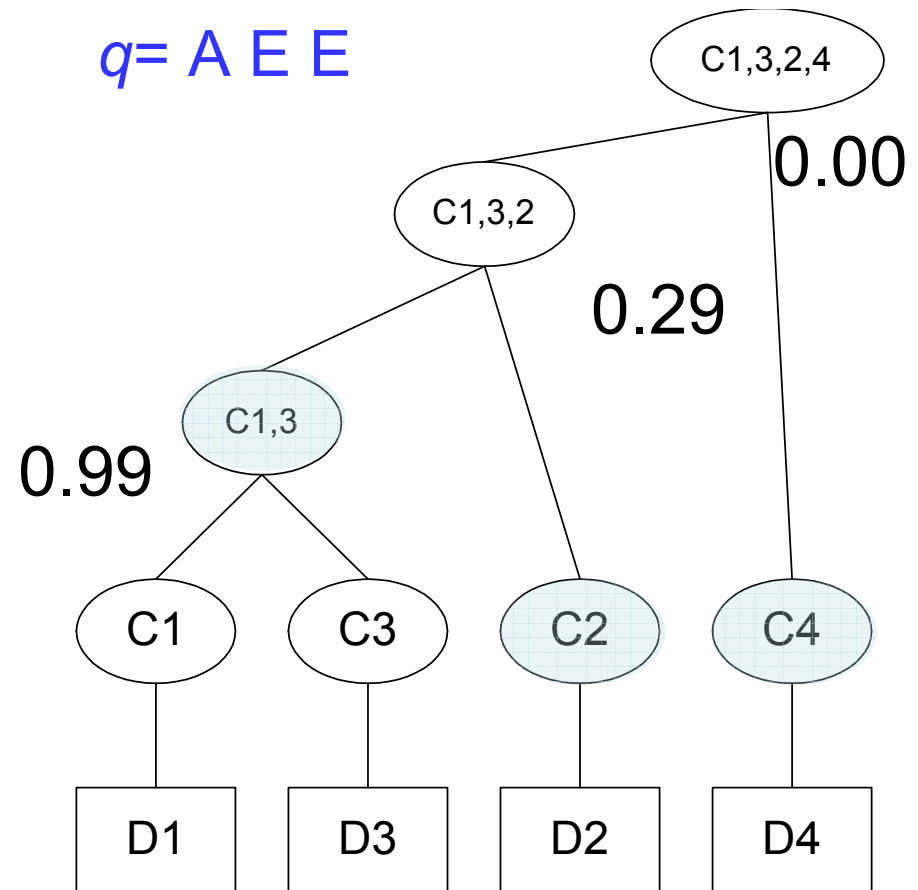 q= A E E
C1,3,2,4
0.00
C1,3,2
0.29
C1,3
0.99
C1 C3 C2 C4
D1 D3 D2 D4